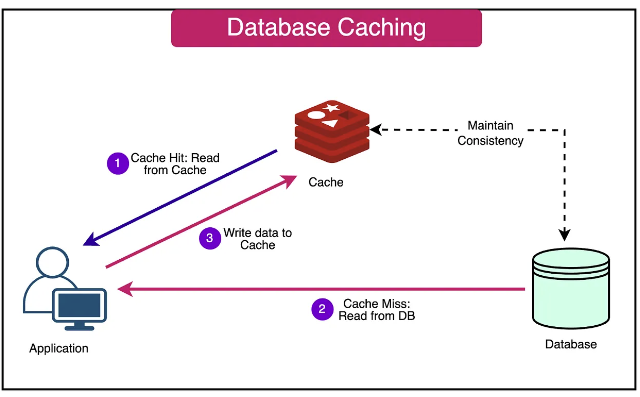 Database Caching
Maintain
Consistency
1
Cache Hit: Read
from Cache
Cache
3
Write data to
Cache
2
Cache Miss:
Read from DB
Application
Database